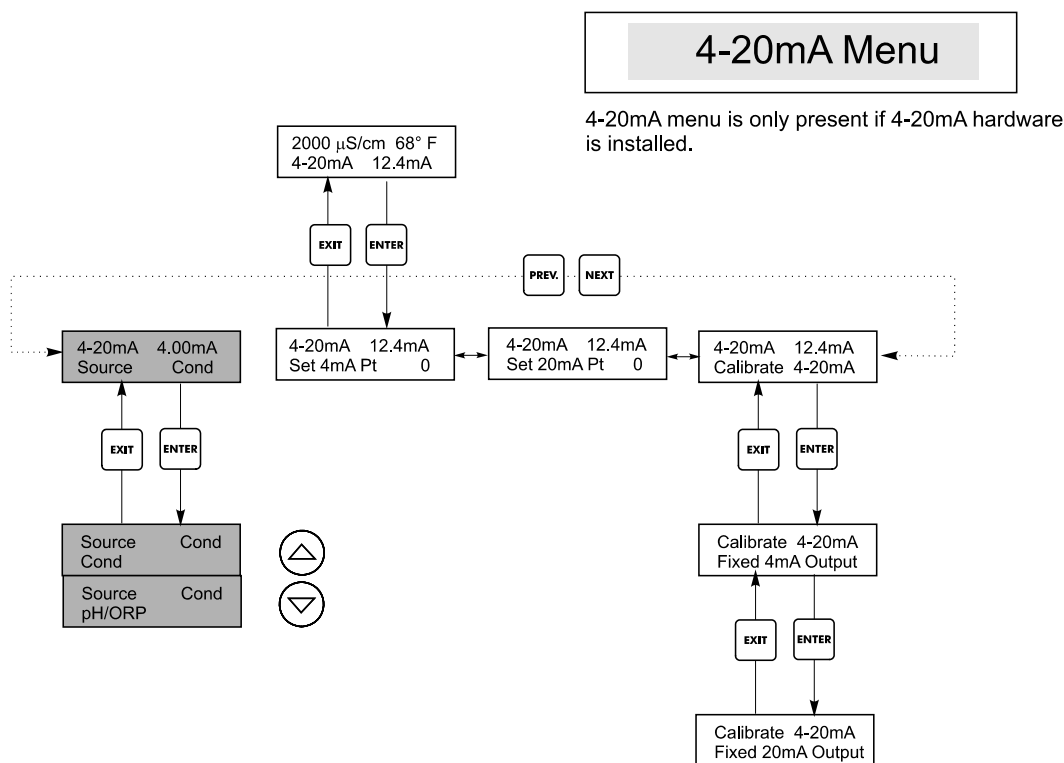 4-20mA Menu
4-20mA menu is only present if 4-20mA hardware
is installed.
2000 μS/cm 68° F
4-20mA 12.4mA
EXIT
ENTER
PREV.
NEXT
4-20mA 4.00mA
Source Cond
4-20mA 12.4mA
Set 4mA Pt 0
4-20mA 12.4mA
Set 20mA Pt 0
4-20mA 12.4mA
Calibrate 4-20mA
EXIT
ENTER
EXIT
ENTER
Source Cond
Cond
Source Cond
pH/ORP
Calibrate 4-20mA
Fixed 4mA Output
EXIT
ENTER
Calibrate 4-20mA
Fixed 20mA Output